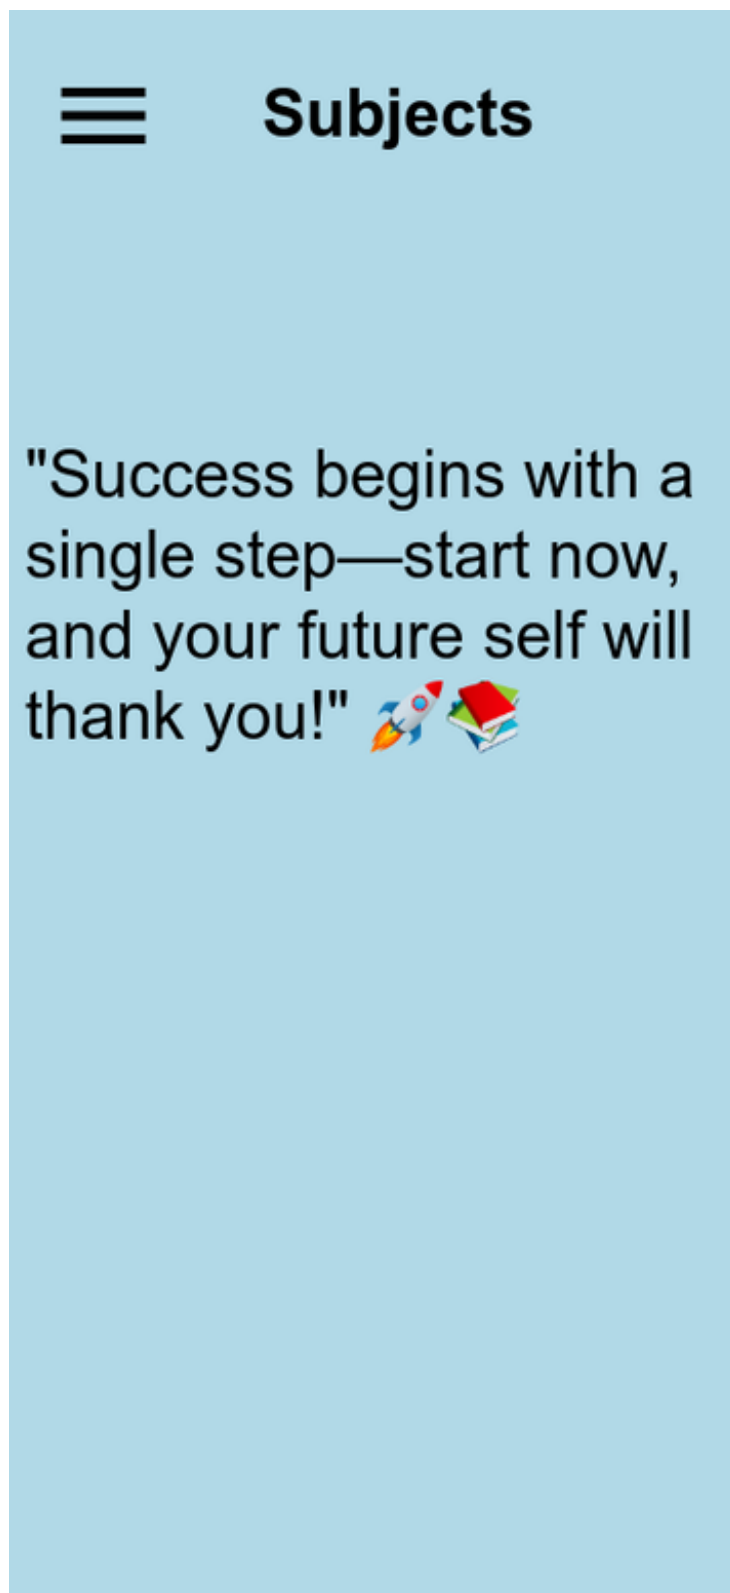 Subjects
"Success begins with a
single step—start now,
and your future self will
thank you!" 🚀📚